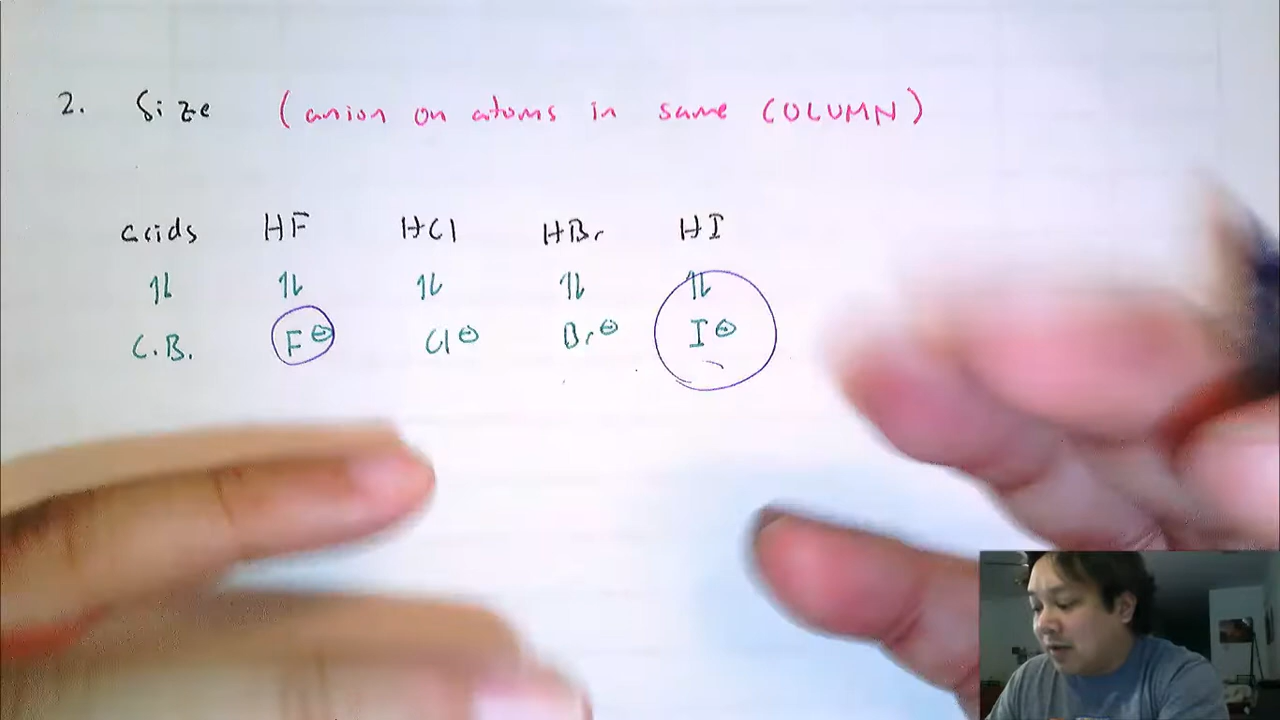 2. Size (anion on atoms in same COLUMN)
acids HF HCl HBr HI
⇅ ⇅ ⇅ ⇅ ⇅
C.B. F⊖ Cl⊖ Br⊖ I⊖